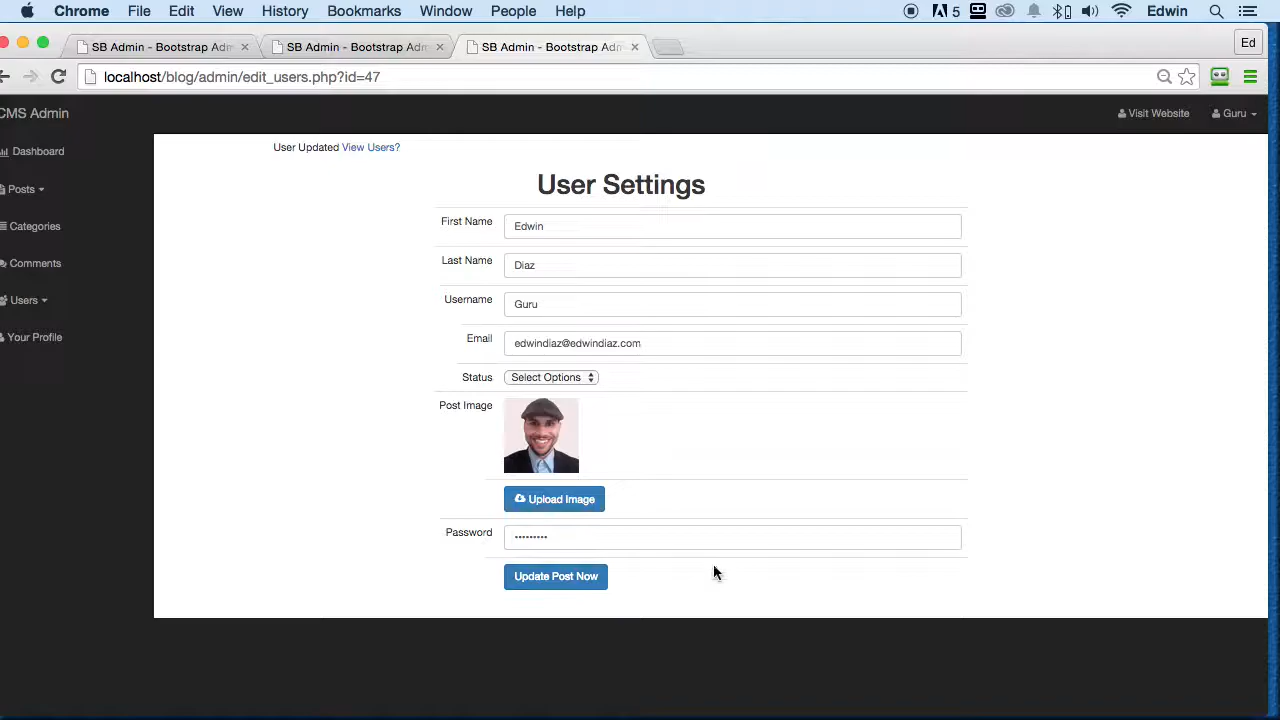 Chrome File Edit View History Bookmarks Window People Help 5 Edwin
SB Admin - Bootstrap Adm SB Admin - Bootstrap Adm SB Admin - Bootstrap Adm Ed
localhost/blog/admin/edit_users.php?id=47
CMS Admin Visit Website Guru
User Updated View Users?
Dashboard
User Settings
Posts
First Name Edwin
Categories
Last Name Diaz
Comments
Username Guru
Users
Email edwindiaz@edwindiaz.com
Your Profile
Status Select Options
Post Image
Upload Image
Password •••••••••
Update Post Now